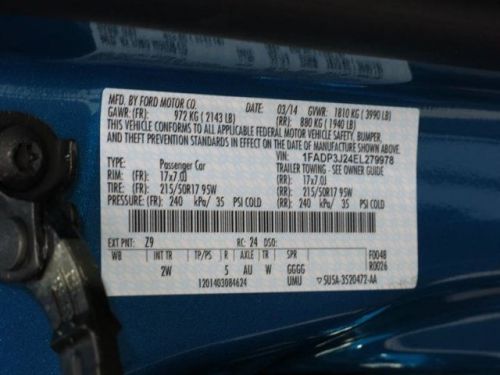 MFD. BY FORD MOTOR CO. DATE: 03/14 GVWR: 1810 KG ( 3990 LB)
GAWR: (FR): 972 KG ( 2143 LB) (RR): 880 KG ( 1940 LB)
THIS VEHICLE CONFORMS TO ALL APPLICABLE FEDERAL MOTOR VEHICLE SAFETY, BUMPER,
AND THEFT PREVENTION STANDARDS IN EFFECT ON THE DATE OF MANUFACTURE SHOWN ABOVE.
VIN: 1FADP3J24EL279978
TYPE: Passenger Car TRAILER TOWING - SEE OWNER GUIDE
RIM: (FR): 17x7.0J (RR): 17x7.0J
TIRE: (FR): 215/50R17 95W (RR): 215/50R17 95W
PRESSURE: (FR): 240 kPa/ 35 PSI COLD (RR): 240 kPa/ 35 PSI COLD
EXT PNT: Z9 RC: 24 DSO:
WB INT TR TP/PS R AXLE TR SPR F0048
2W 5 AU W GGGG R0026
1201403084624 UMU SU5A-3520472-AA